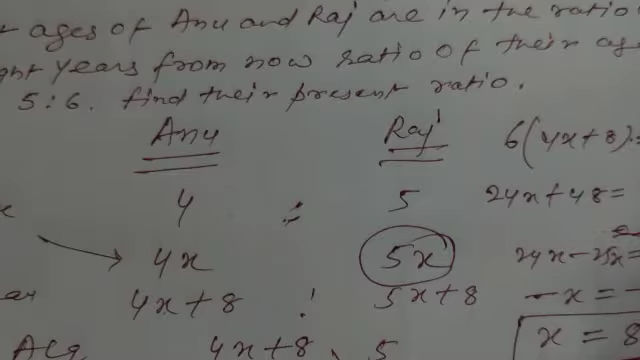 ages of Anu and Raj are in the ratio
years from now ratio of their
5:6. find their present ratio.
Anu Raj 6(4x+8)=
4 : 5 24x+48=
4x 5x 24x-25x=
4x+8 : 5x+8 -x = -
4x+8 5 x = 8